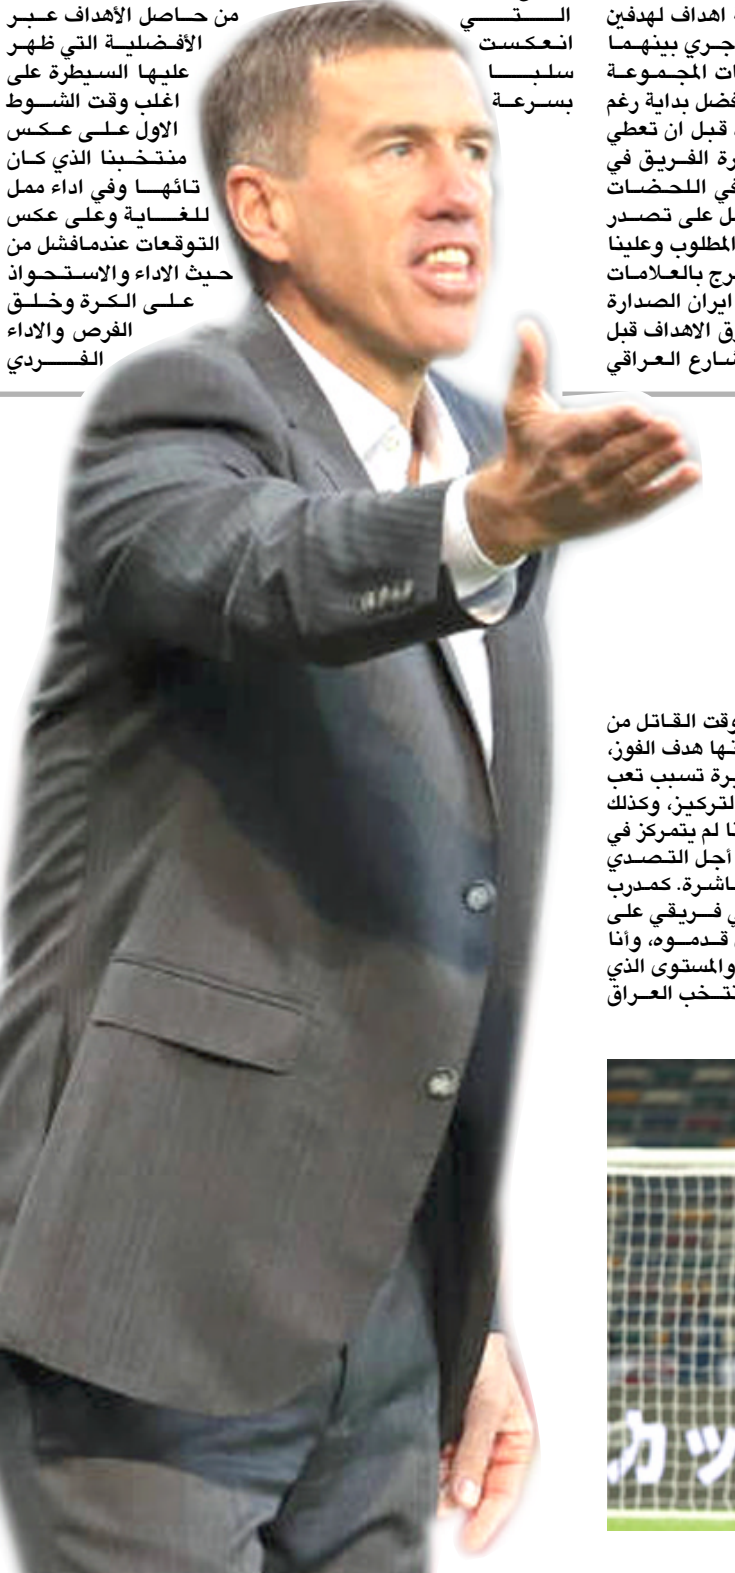 اهداف لهدفين
جري بينهما
ات المجموعة
فضل بداية رغم
قبل ان تعطي
رة الفريق في
في اللحضات
ل على تصدر
المطلوب وعلينا
رج بالعلامات
ايران الصدارة
ق الاهداف قبل
شارع العراقي
التي
انعكست
سلبا
بسرعة
من حاصل الأهداف عبر
الأفضلية التي ظهر
عليها السيطرة على
اغلب وقت الشوط
الاول على عكس
منتخبنا الذي كان
تائها وفي اداء ممل
للغاية وعلى عكس
التوقعات عندمافشل من
حيث الاداء والاستحواذ
على الكرة وخلق
الفرص والاداء
الفردي
وقت القاتل من
تها هدف الفوز،
يرة تسبب تعب
لتركيز، وكذلك
نا لم يتمركز في
أجل التصدي
اشرة. كمدرب
ي فريقي على
قدموه، وأنا
والمستوى الذي
نتخب العراق
カッ